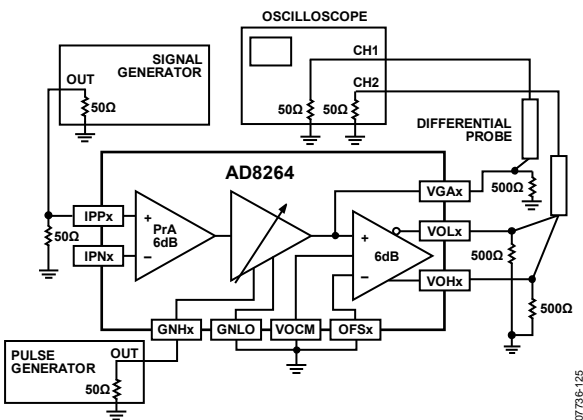 OSCILLOSCOPE
CH1
CH2
50Ω
50Ω
SIGNAL
GENERATOR
OUT
50Ω
DIFFERENTIAL
PROBE
AD8264
VGAx
500Ω
IPPx
PrA
6dB
+
−
50Ω
IPNx
+
−
6dB
VOLx
500Ω
VOHx
500Ω
GNHx
GNLO
VOCM
OFSx
PULSE
GENERATOR
OUT
50Ω
07736-125